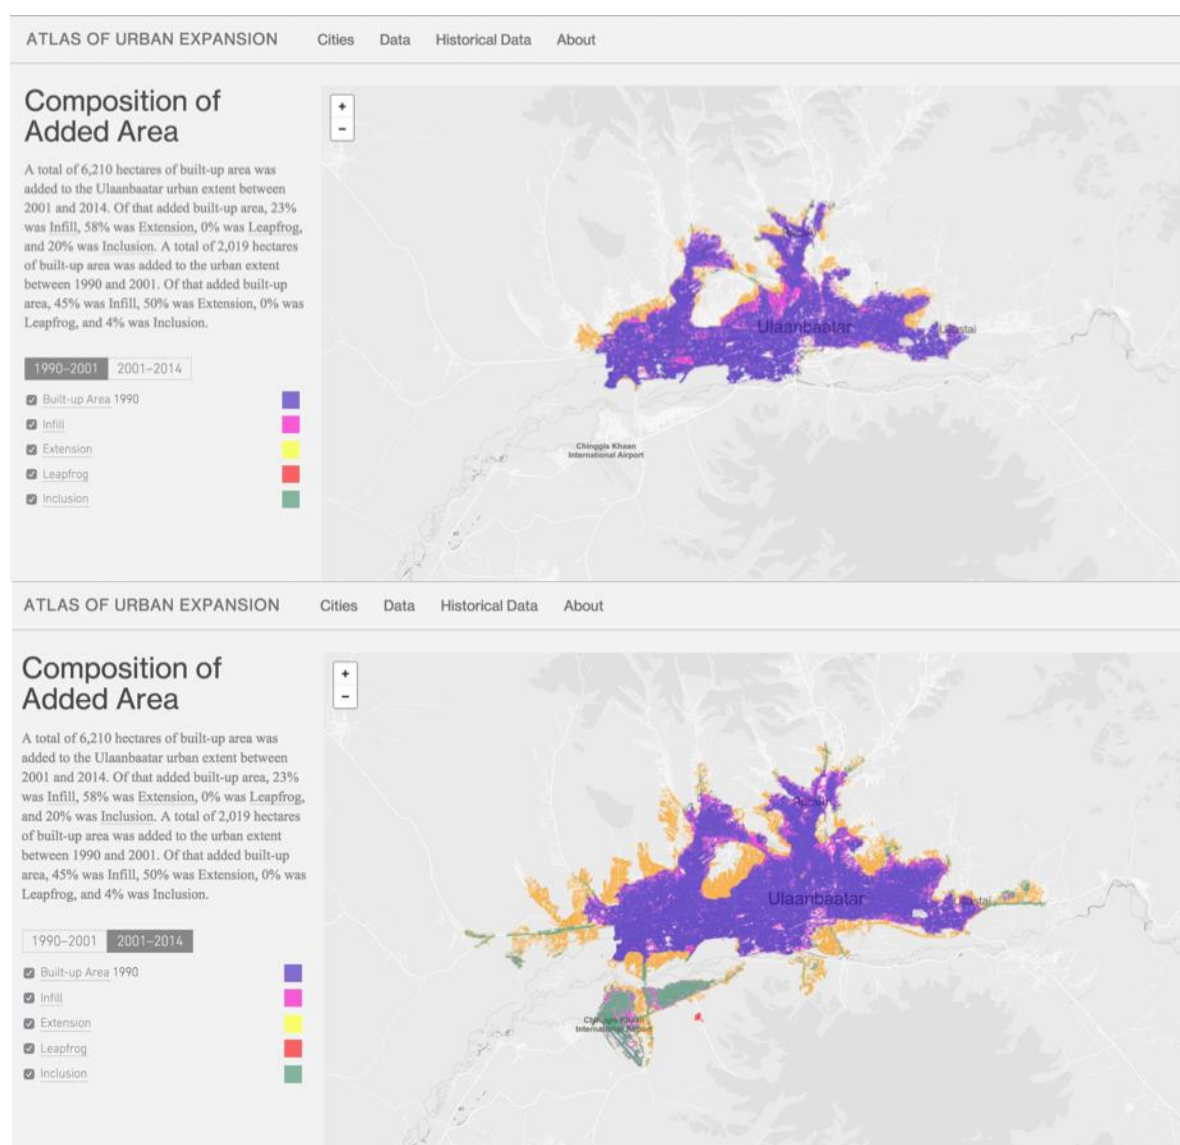 ATLAS OF URBAN EXPANSION Cities Data Historical Data About
Composition of
Added Area
A total of 6,210 hectares of built-up area was
added to the Ulaanbaatar urban extent between
2001 and 2014. Of that added built-up area, 23%
was Infill, 58% was Extension, 0% was Leapfrog,
and 20% was Inclusion. A total of 2,019 hectares
of built-up area was added to the urban extent
between 1990 and 2001. Of that added built-up
area, 45% was Infill, 50% was Extension, 0% was
Leapfrog, and 4% was Inclusion.
1990–2001 2001–2014
Built-up Area 1990
Infill
Extension
Leapfrog
Inclusion
+
−
Ulaanbaatar
Chinggis Khaan
International Airport
ATLAS OF URBAN EXPANSION Cities Data Historical Data About
Composition of
Added Area
A total of 6,210 hectares of built-up area was
added to the Ulaanbaatar urban extent between
2001 and 2014. Of that added built-up area, 23%
was Infill, 58% was Extension, 0% was Leapfrog,
and 20% was Inclusion. A total of 2,019 hectares
of built-up area was added to the urban extent
between 1990 and 2001. Of that added built-up
area, 45% was Infill, 50% was Extension, 0% was
Leapfrog, and 4% was Inclusion.
1990–2001 2001–2014
Built-up Area 1990
Infill
Extension
Leapfrog
Inclusion
+
−
Ulaanbaatar
Chinggis Khaan
International Airport